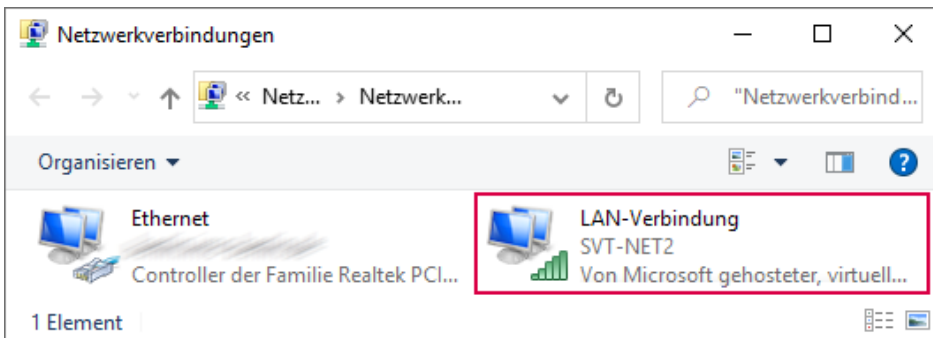 Netzwerkverbindungen
« Netz... › Netzwerk...
"Netzwerkverbind...
Organisieren
?
Ethernet
Controller der Familie Realtek PCI...
LAN-Verbindung
SVT-NET2
Von Microsoft gehosteter, virtuell...
1 Element